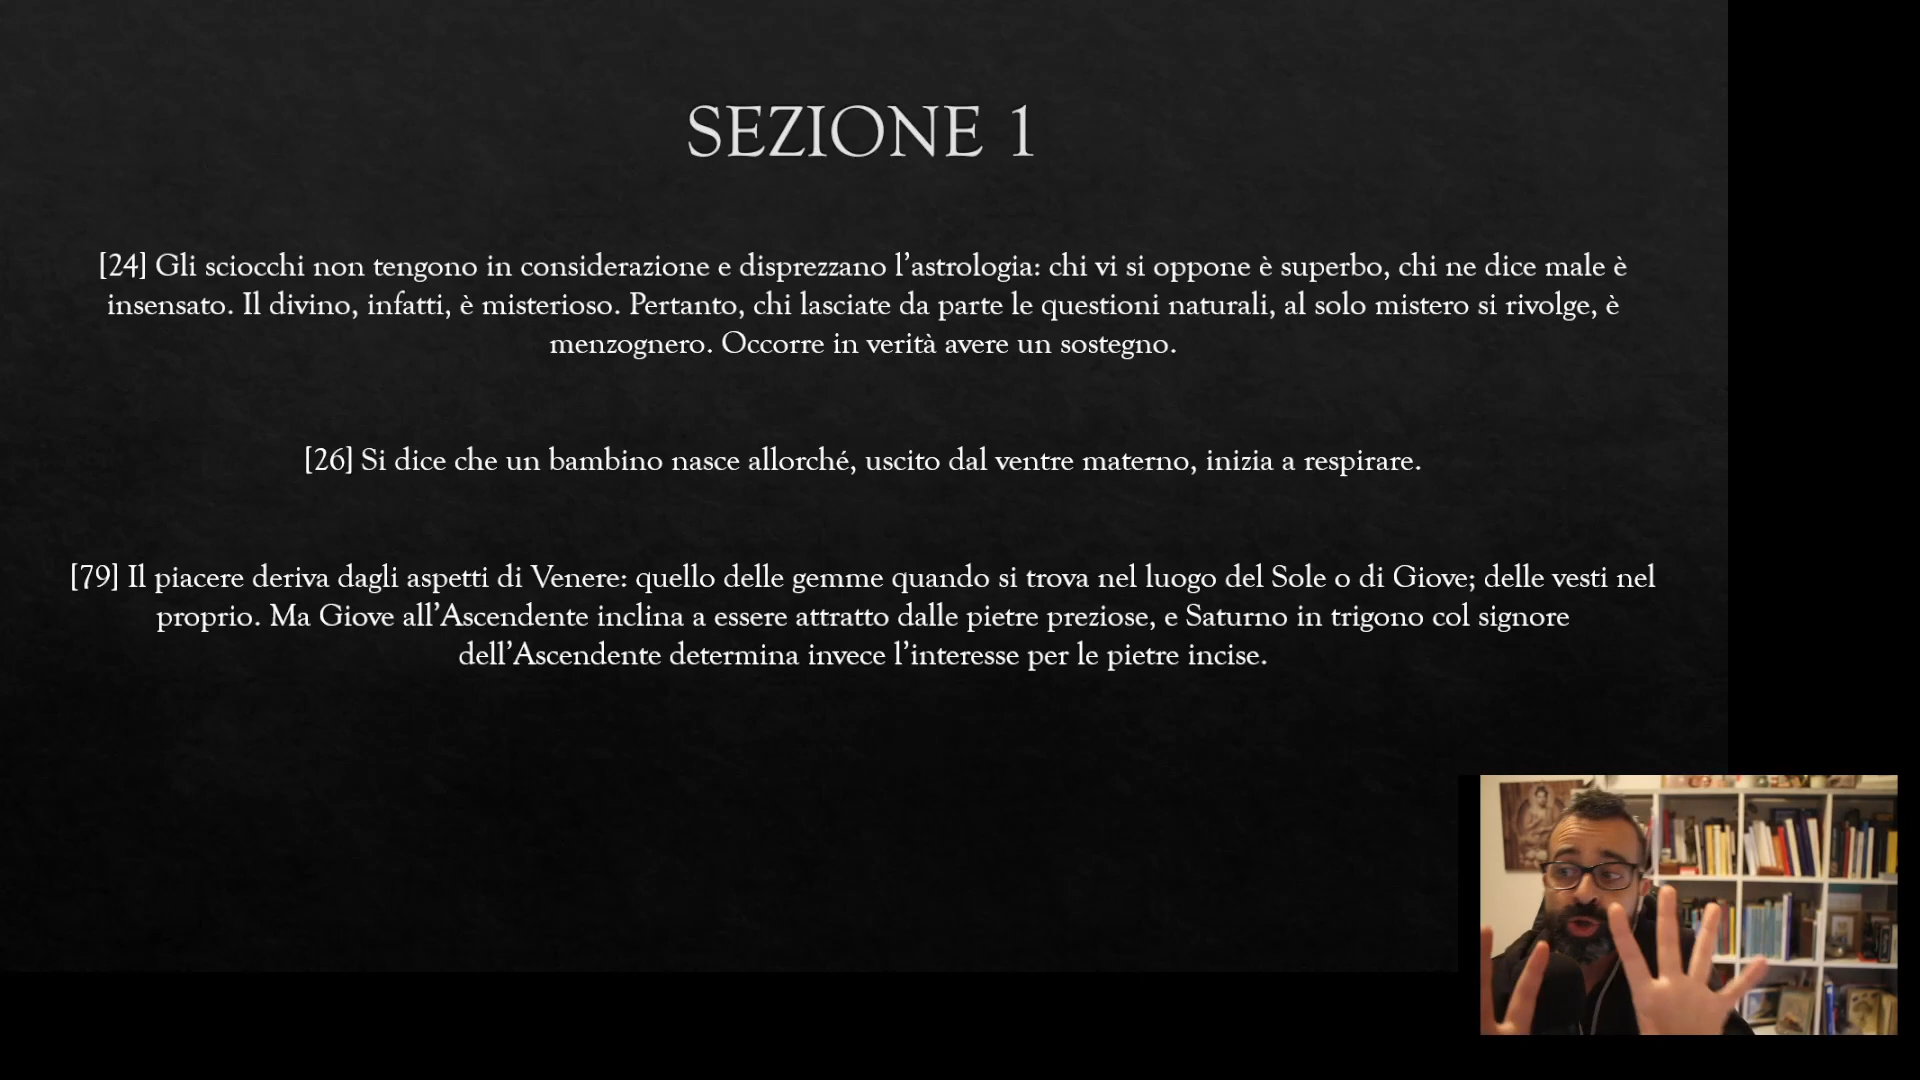 SEZIONE 1
[24] Gli sciocchi non tengono in considerazione e disprezzano l’astrologia: chi vi si oppone è superbo, chi ne dice male è
insensato. Il divino, infatti, è misterioso. Pertanto, chi lasciate da parte le questioni naturali, al solo mistero si rivolge, è
menzognero. Occorre in verità avere un sostegno.
[26] Si dice che un bambino nasce allorché, uscito dal ventre materno, inizia a respirare.
[79] Il piacere deriva dagli aspetti di Venere: quello delle gemme quando si trova nel luogo del Sole o di Giove; delle vesti nel
proprio. Ma Giove all’Ascendente inclina a essere attratto dalle pietre preziose, e Saturno in trigono col signore
dell’Ascendente determina invece l’interesse per le pietre incise.